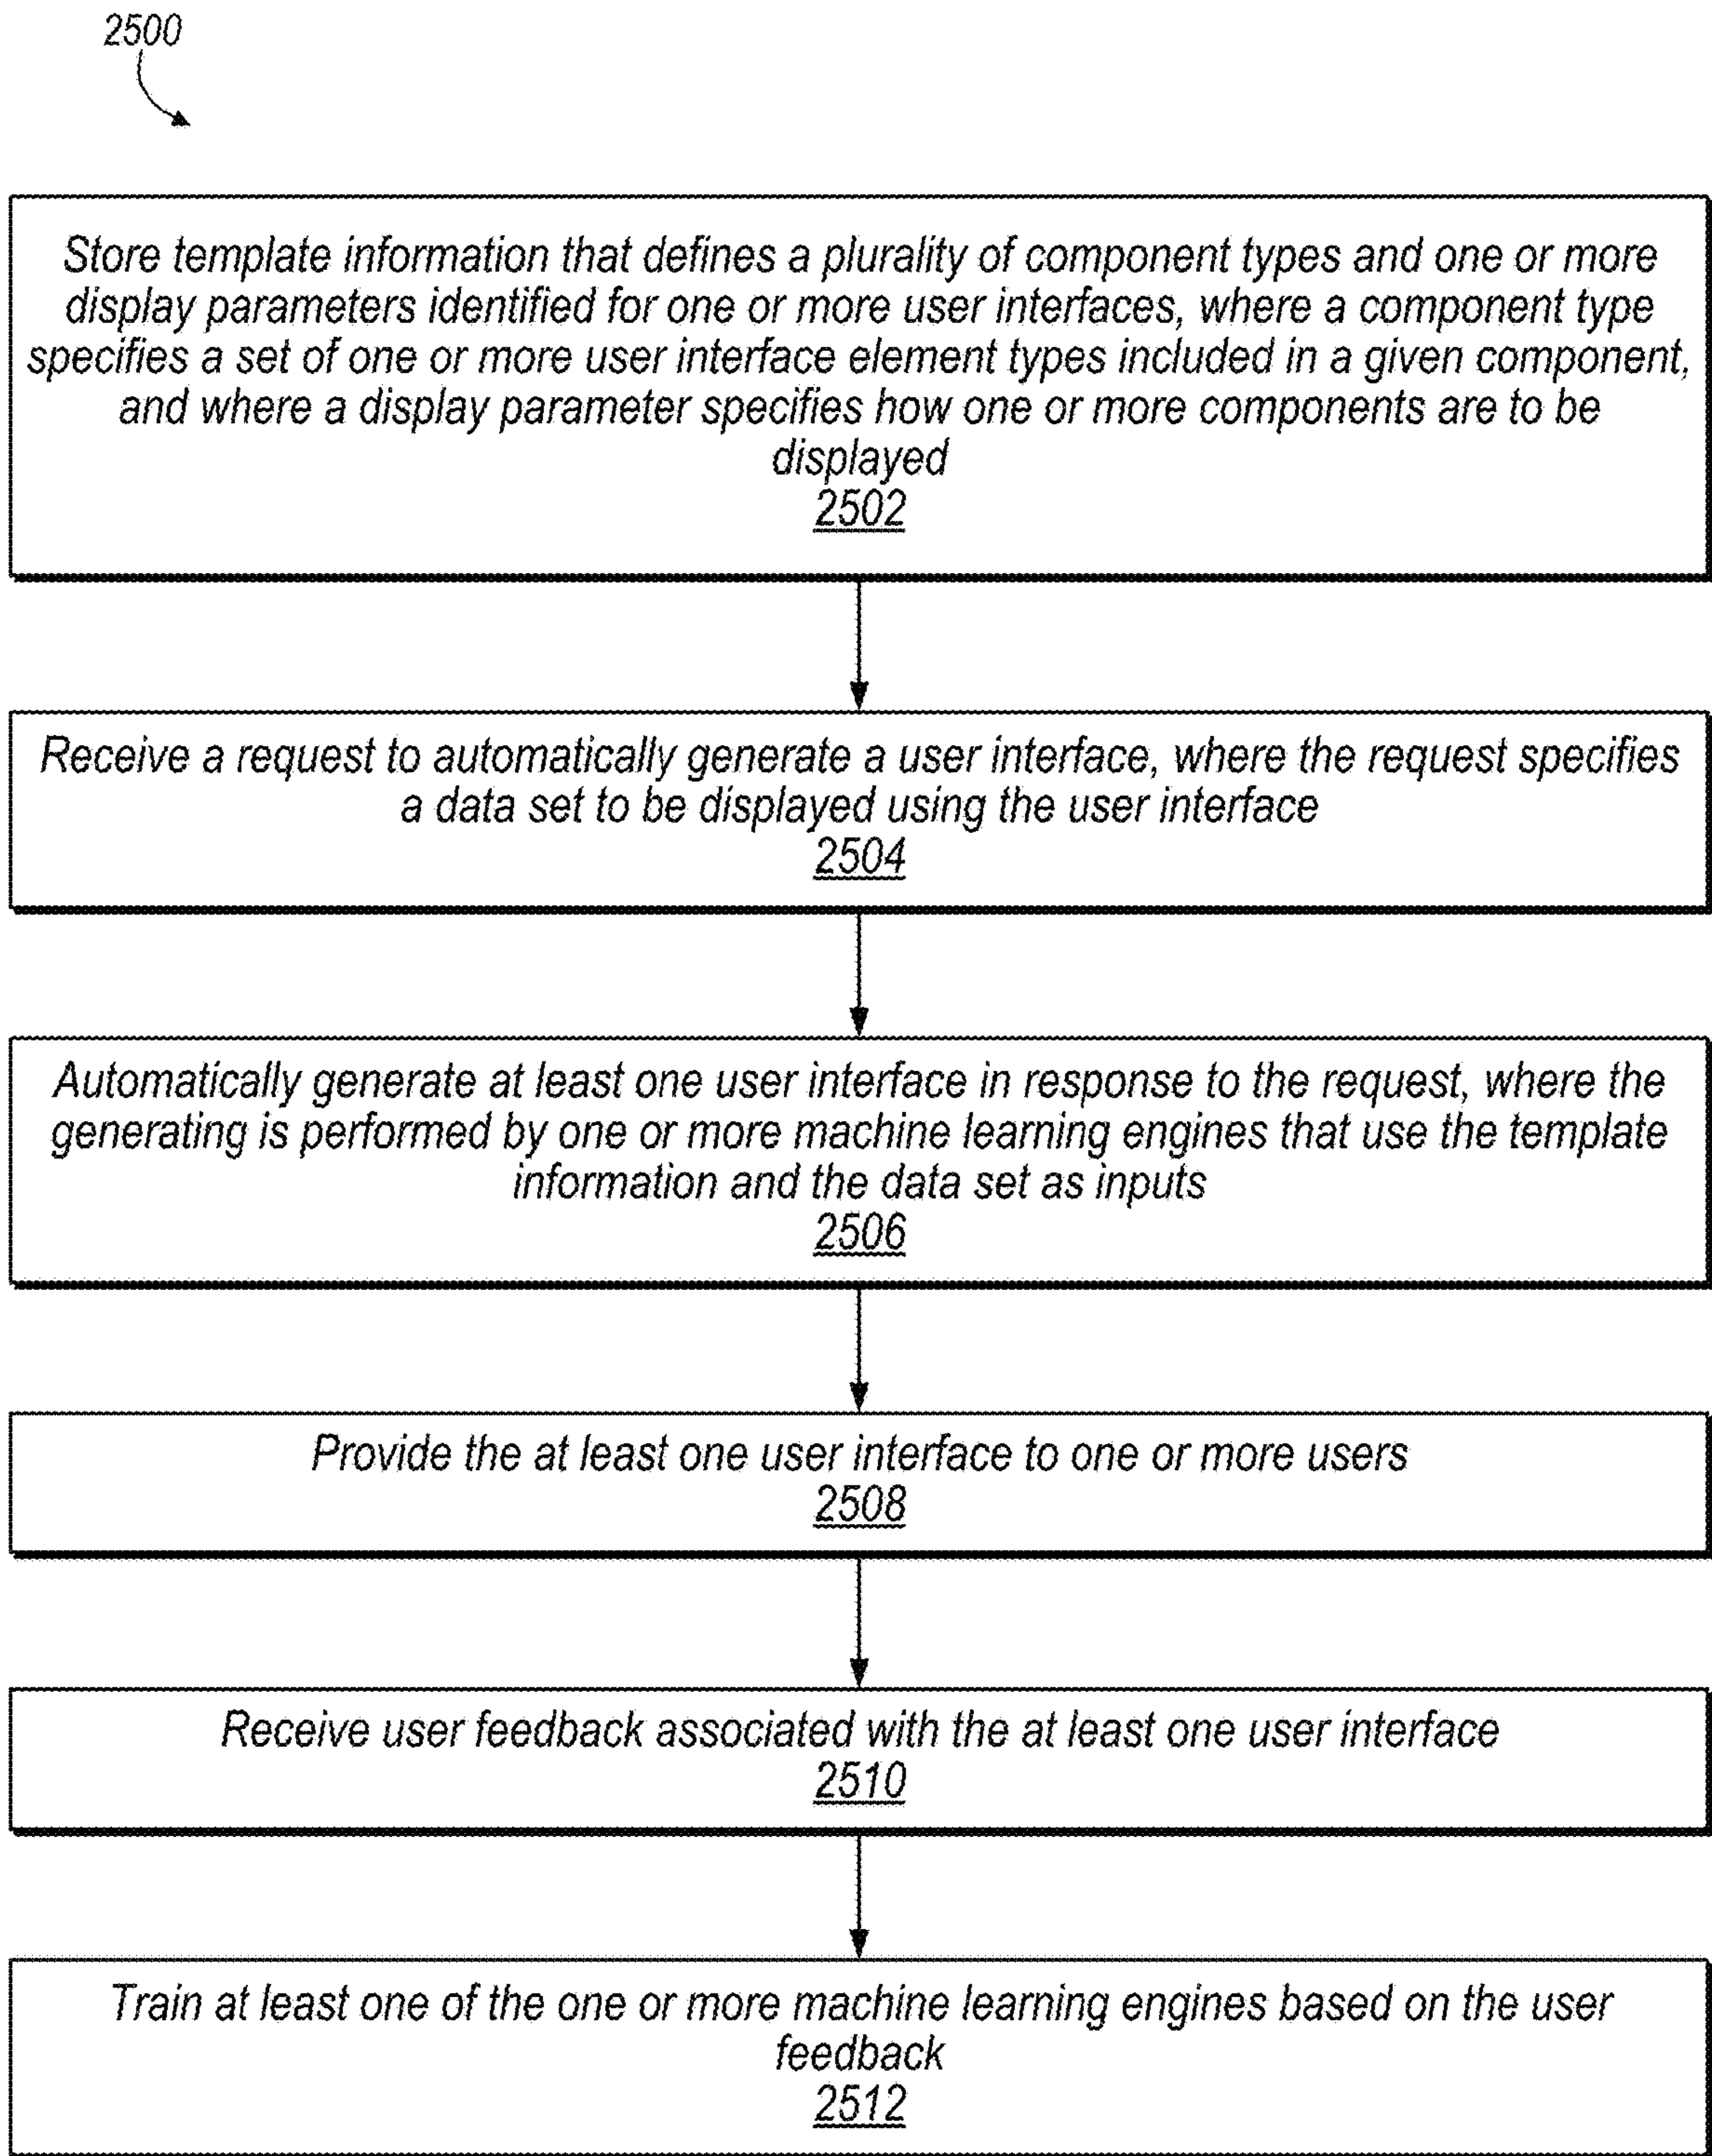 2500
Store template information that defines a plurality of component types and one or more
display parameters identified for one or more user interfaces, where a component type
specifies a set of one or more user interface element types included in a given component,
and where a display parameter specifies how one or more components are to be
displayed
2502
Receive a request to automatically generate a user interface, where the request specifies
a data set to be displayed using the user interface
2504
Automatically generate at least one user interface in response to the request, where the
generating is performed by one or more machine learning engines that use the template
information and the data set as inputs
2506
Provide the at least one user interface to one or more users
2508
Receive user feedback associated with the at least one user interface
2510
Train at least one of the one or more machine learning engines based on the user
feedback
2512